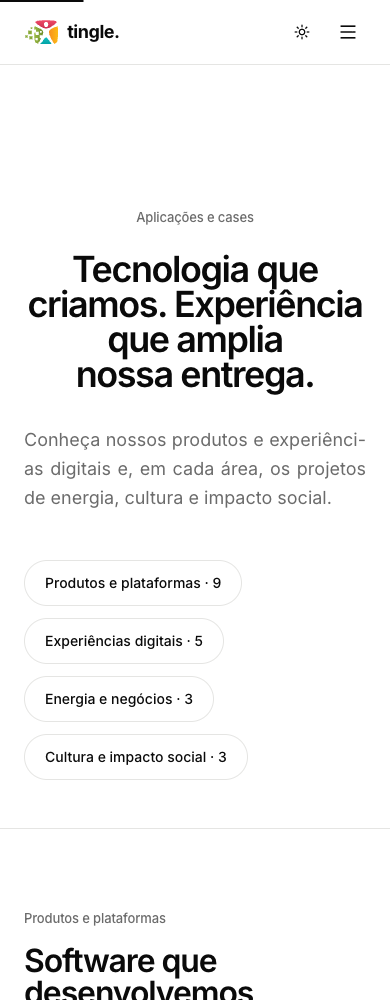 tingle.
Aplicações e cases
Tecnologia que
criamos. Experiência
que amplia
nossa entrega.
Conheça nossos produtos e experiênci-
as digitais e, em cada área, os projetos
de energia, cultura e impacto social.
Produtos e plataformas · 9
Experiências digitais · 5
Energia e negócios · 3
Cultura e impacto social · 3
Produtos e plataformas
Software que
desenvolvemos